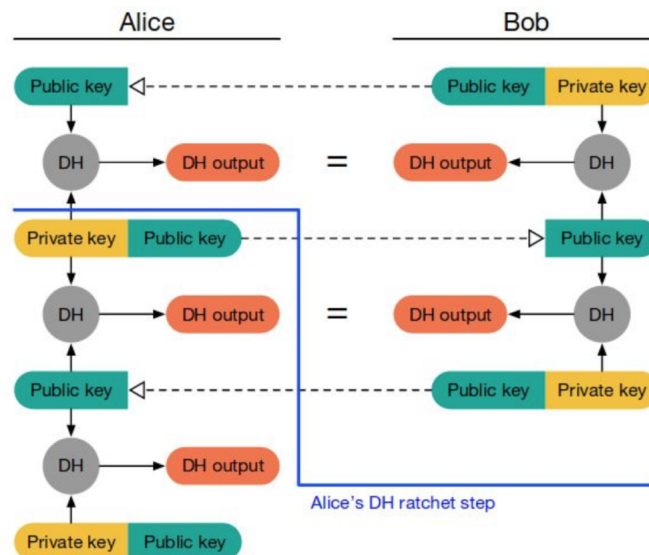 Alice Bob
Public key Public key Private key
DH DH output = DH output DH
Private key Public key Public key
DH DH output = DH output DH
Public key Public key Private key
DH DH output
Alice's DH ratchet step
Private key Public key